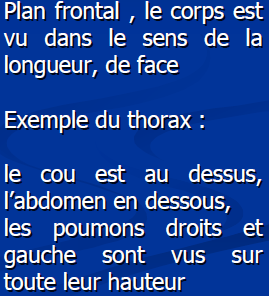 Plan frontal , le corps est
vu dans le sens de la
longueur, de face
Exemple du thorax :
le cou est au dessus,
l’abdomen en dessous,
les poumons droits et
gauche sont vus sur
toute leur hauteur